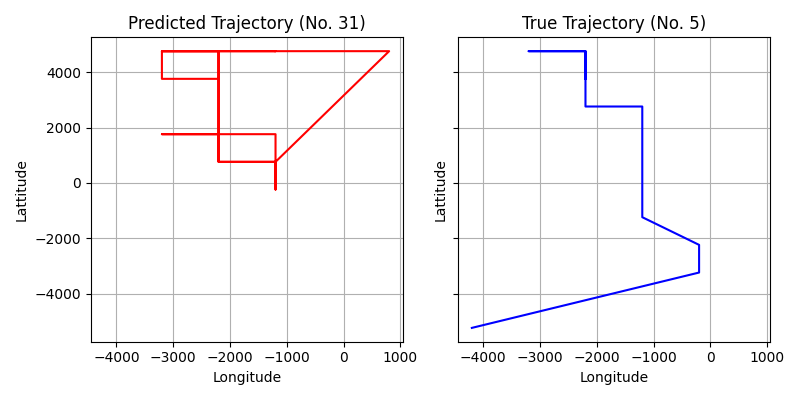 Predicted Trajectory (No. 31)
True Trajectory (No. 5)
Lattitude
4000
2000
0
−2000
−4000
−4000 −3000 −2000 −1000 0 1000
Longitude
Lattitude
−4000 −3000 −2000 −1000 0 1000
Longitude